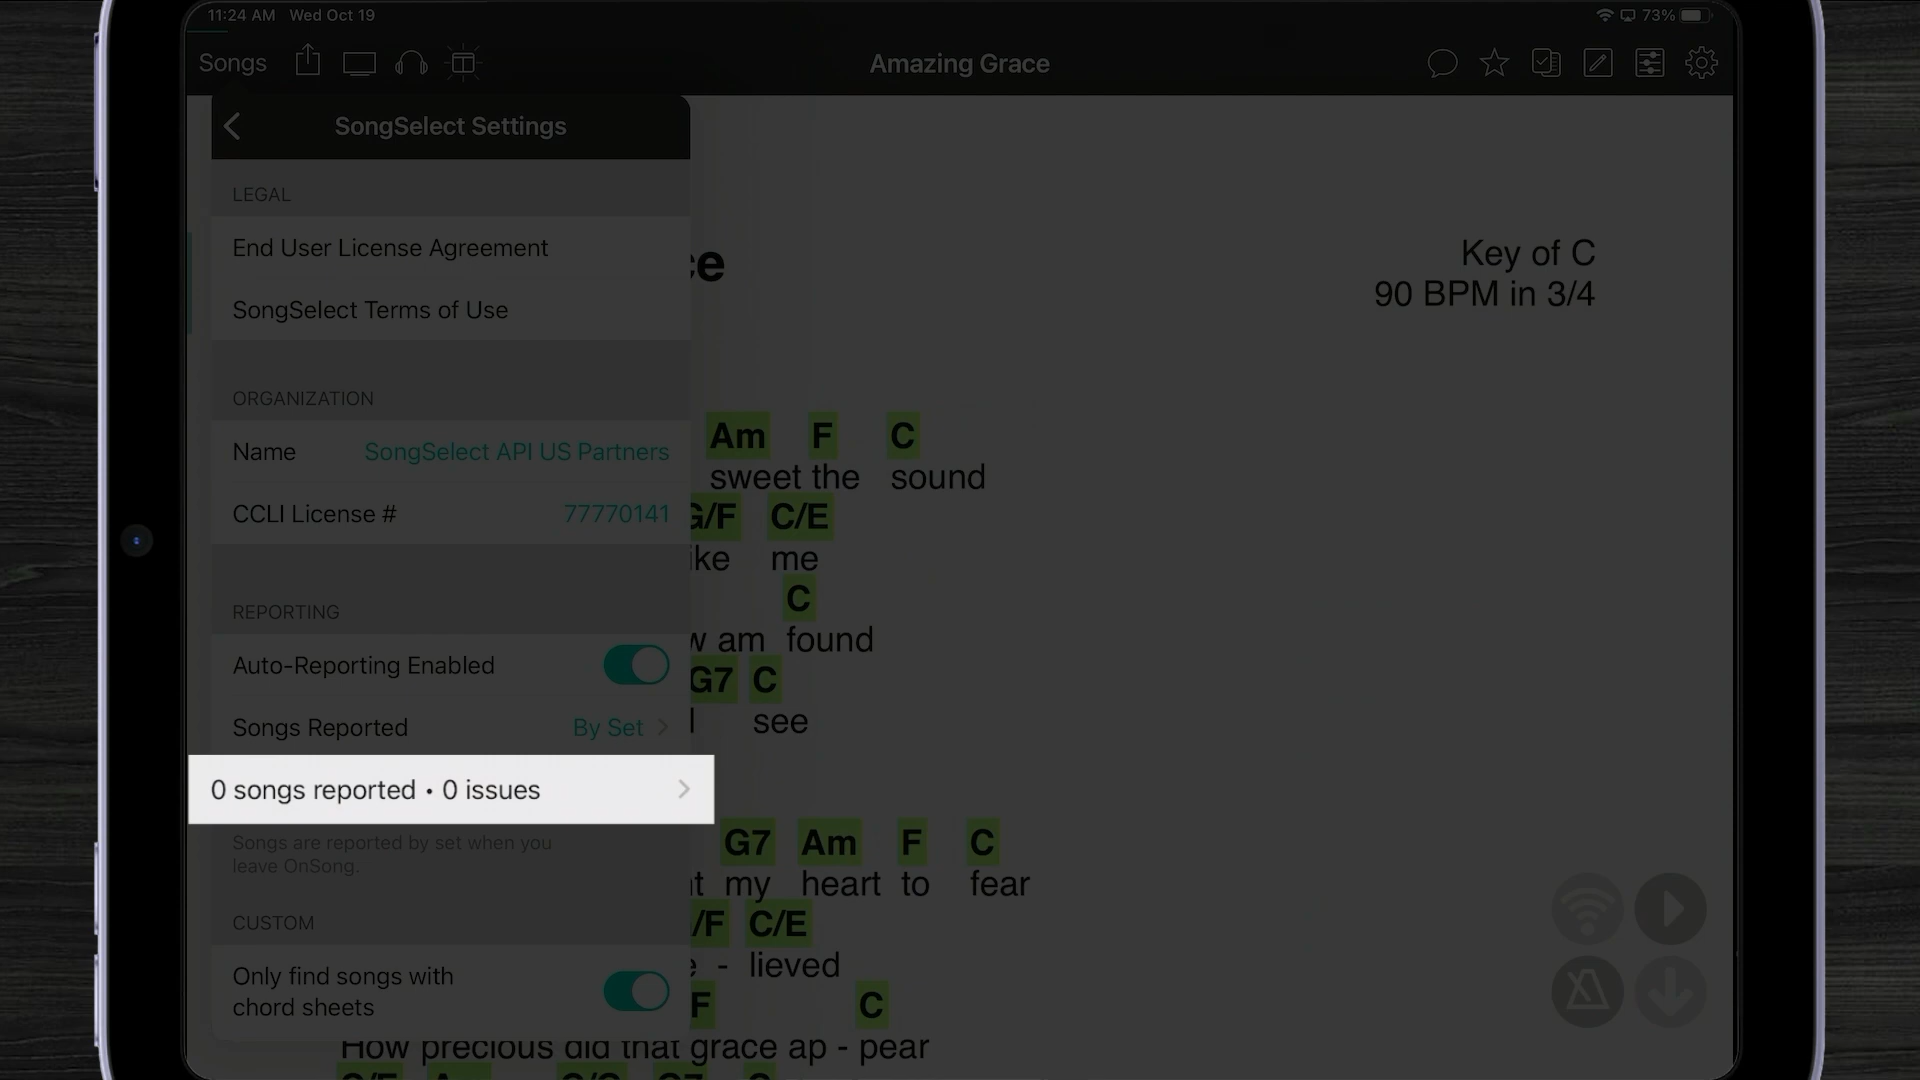 11:24 AM Wed Oct 19
73%
Songs
Amazing Grace
SongSelect Settings
LEGAL
End User License Agreement
SongSelect Terms of Use
ORGANIZATION
Name SongSelect API US Partners
CCLI License # 77770141
REPORTING
Auto-Reporting Enabled
Songs Reported By Set
0 songs reported • 0 issues
Songs are reported by set when you
leave OnSong.
CUSTOM
Only find songs with
chord sheets
Key of C
90 BPM in 3/4
Am F C
sweet the sound
G/F C/E
me
C
am found
G7 C
see
G7 Am F C
my heart to fear
/F C/E
- lieved
F C
How precious did that grace ap - pear